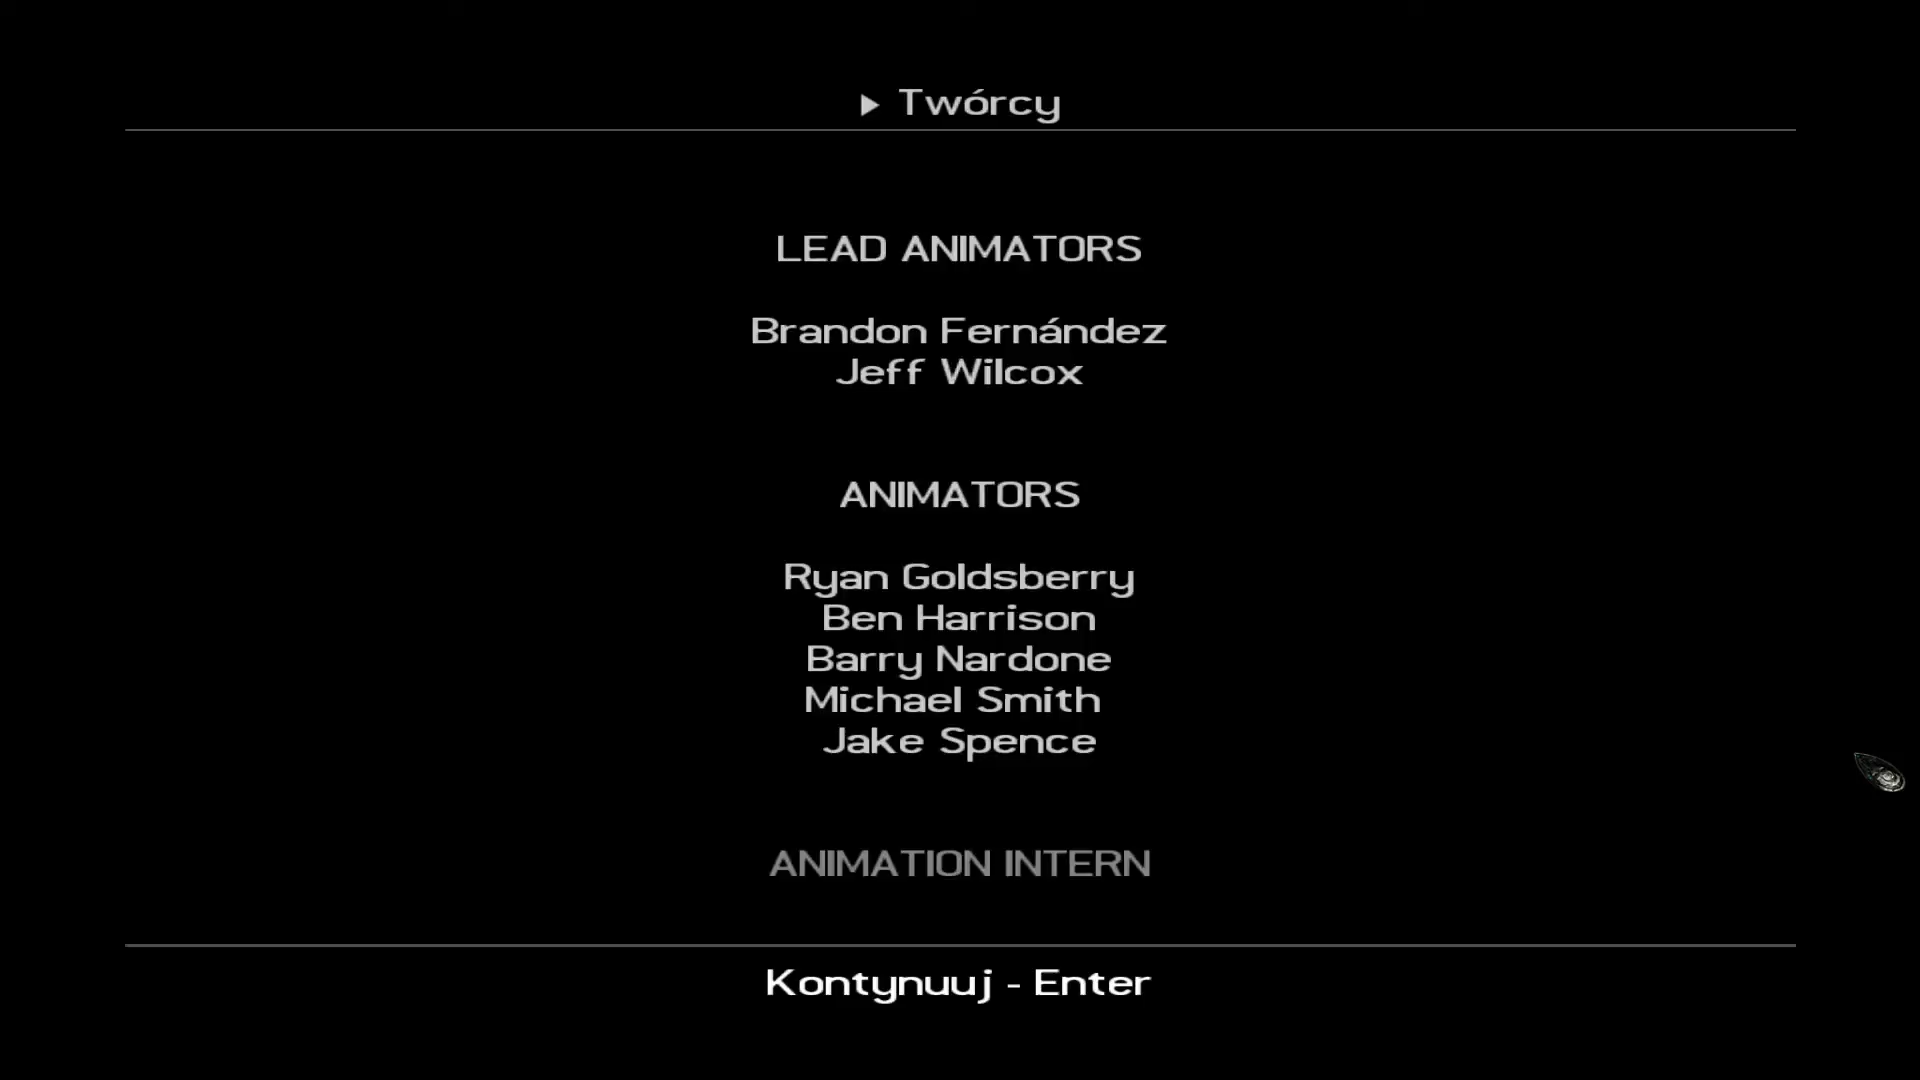 Twórcy
LEAD ANIMATORS
Brandon Fernández
Jeff Wilcox
ANIMATORS
Ryan Goldsberry
Ben Harrison
Barry Nardone
Michael Smith
Jake Spence
ANIMATION INTERN
Kontynuuj - Enter